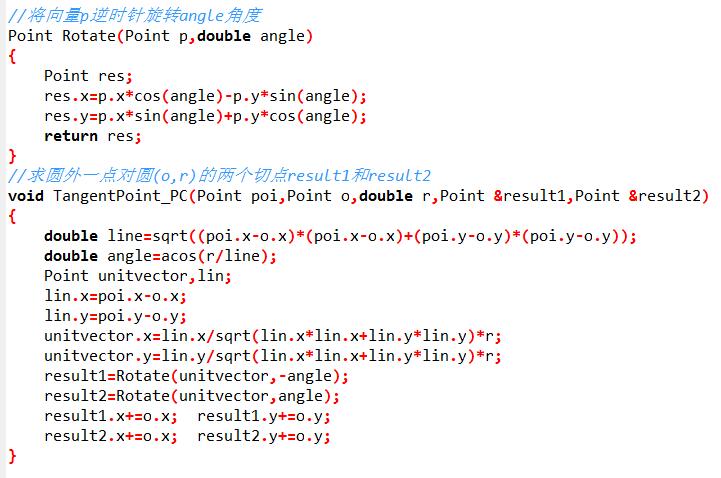 //将向量p逆时针旋转angle角度
Point Rotate(Point p,double angle)
{
    Point res;
    res.x=p.x*cos(angle)-p.y*sin(angle);
    res.y=p.x*sin(angle)+p.y*cos(angle);
    return res;
}
//求圆外一点对圆(o,r)的两个切点result1和result2
void TangentPoint_PC(Point poi,Point o,double r,Point &result1,Point &result2)
{
    double line=sqrt((poi.x-o.x)*(poi.x-o.x)+(poi.y-o.y)*(poi.y-o.y));
    double angle=acos(r/line);
    Point unitvector,lin;
    lin.x=poi.x-o.x;
    lin.y=poi.y-o.y;
    unitvector.x=lin.x/sqrt(lin.x*lin.x+lin.y*lin.y)*r;
    unitvector.y=lin.y/sqrt(lin.x*lin.x+lin.y*lin.y)*r;
    result1=Rotate(unitvector,-angle);
    result2=Rotate(unitvector,angle);
    result1.x+=o.x;  result1.y+=o.y;
    result2.x+=o.x;  result2.y+=o.y;
}